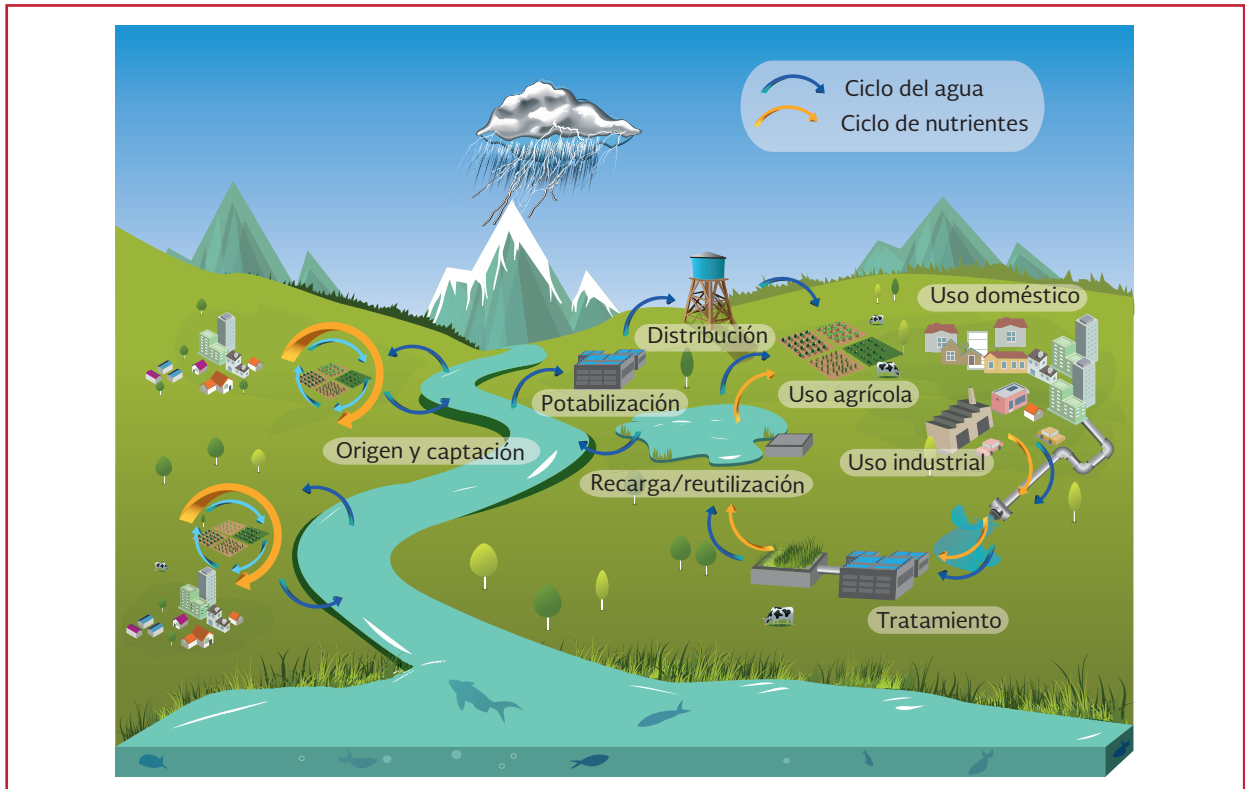 Ciclo del agua
Ciclo de nutrientes
Uso doméstico
Distribución
Uso agrícola
Potabilización
Origen y captación
Uso industrial
Recarga/reutilización
Tratamiento